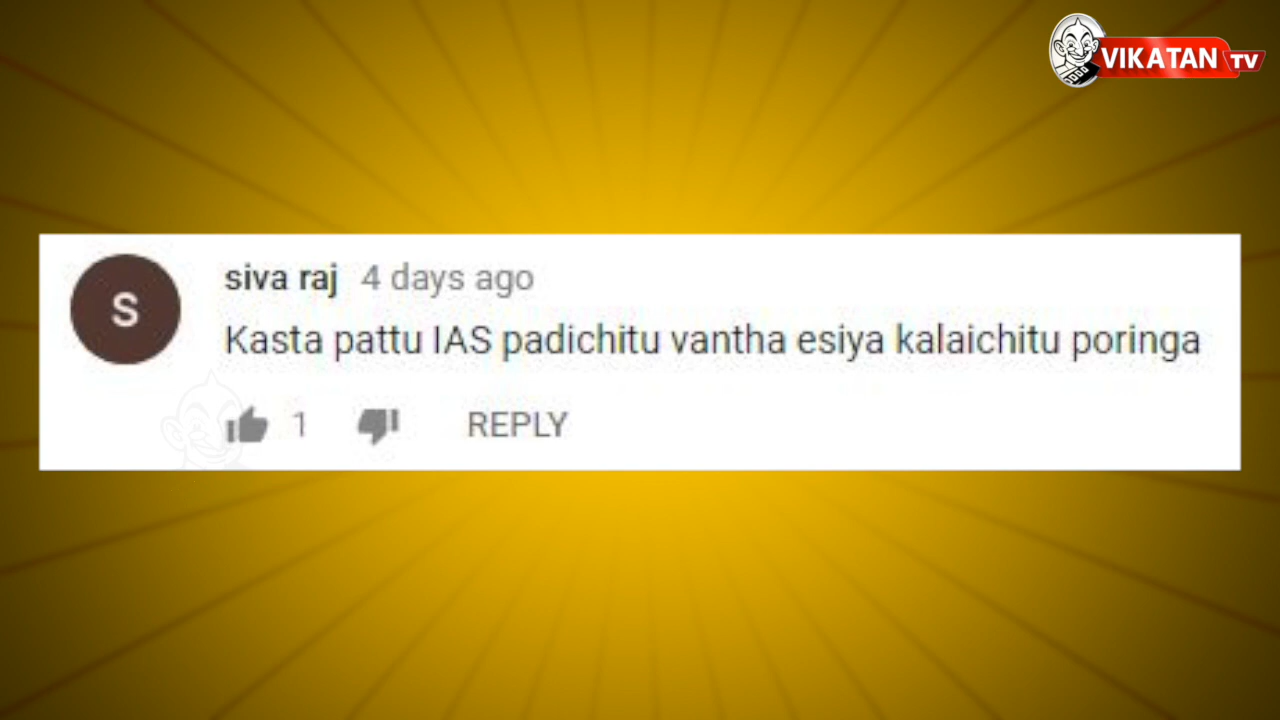 VIKATAN TV
S
siva raj 4 days ago
Kasta pattu IAS padichitu vantha esiya kalaichitu poringa
1 REPLY